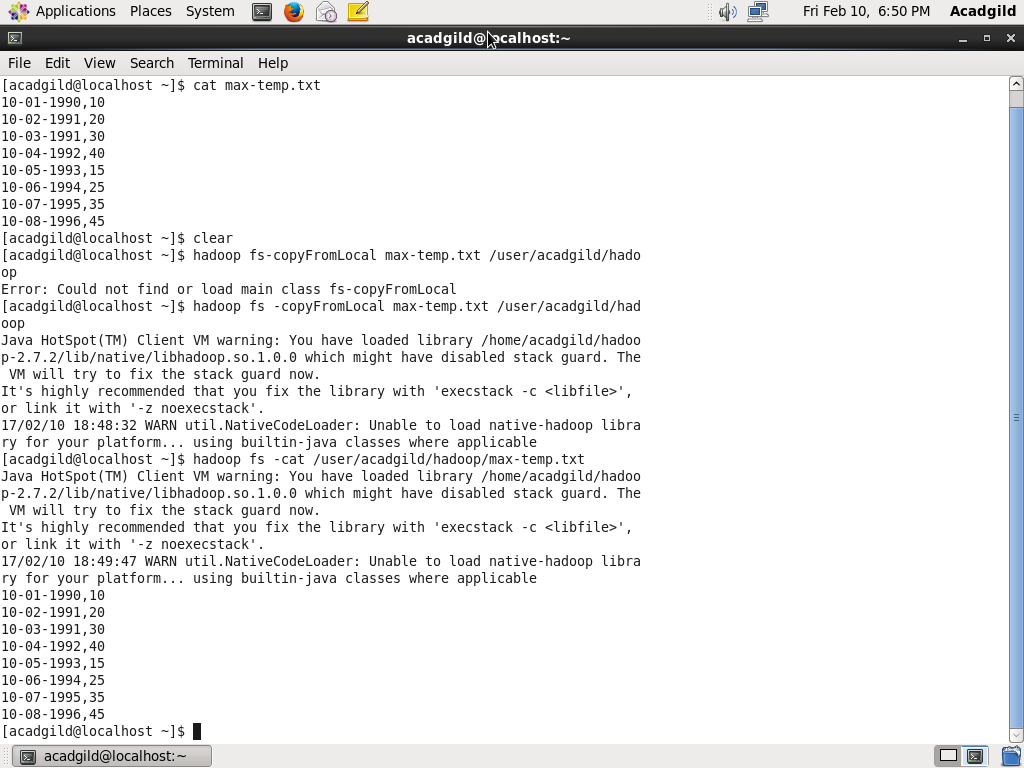 Applications Places System Fri Feb 10, 6:50 PM Acadgild
acadgild@localhost:~
File Edit View Search Terminal Help
[acadgild@localhost ~]$ cat max-temp.txt
10-01-1990,10
10-02-1991,20
10-03-1991,30
10-04-1992,40
10-05-1993,15
10-06-1994,25
10-07-1995,35
10-08-1996,45
[acadgild@localhost ~]$ clear
[acadgild@localhost ~]$ hadoop fs-copyFromLocal max-temp.txt /user/acadgild/hado
op
Error: Could not find or load main class fs-copyFromLocal
[acadgild@localhost ~]$ hadoop fs -copyFromLocal max-temp.txt /user/acadgild/had
oop
Java HotSpot(TM) Client VM warning: You have loaded library /home/acadgild/hadoo
p-2.7.2/lib/native/libhadoop.so.1.0.0 which might have disabled stack guard. The
 VM will try to fix the stack guard now.
It's highly recommended that you fix the library with 'execstack -c <libfile>',
or link it with '-z noexecstack'.
17/02/10 18:48:32 WARN util.NativeCodeLoader: Unable to load native-hadoop libra
ry for your platform... using builtin-java classes where applicable
[acadgild@localhost ~]$ hadoop fs -cat /user/acadgild/hadoop/max-temp.txt
Java HotSpot(TM) Client VM warning: You have loaded library /home/acadgild/hadoo
p-2.7.2/lib/native/libhadoop.so.1.0.0 which might have disabled stack guard. The
 VM will try to fix the stack guard now.
It's highly recommended that you fix the library with 'execstack -c <libfile>',
or link it with '-z noexecstack'.
17/02/10 18:49:47 WARN util.NativeCodeLoader: Unable to load native-hadoop libra
ry for your platform... using builtin-java classes where applicable
10-01-1990,10
10-02-1991,20
10-03-1991,30
10-04-1992,40
10-05-1993,15
10-06-1994,25
10-07-1995,35
10-08-1996,45
[acadgild@localhost ~]$
acadgild@localhost:~